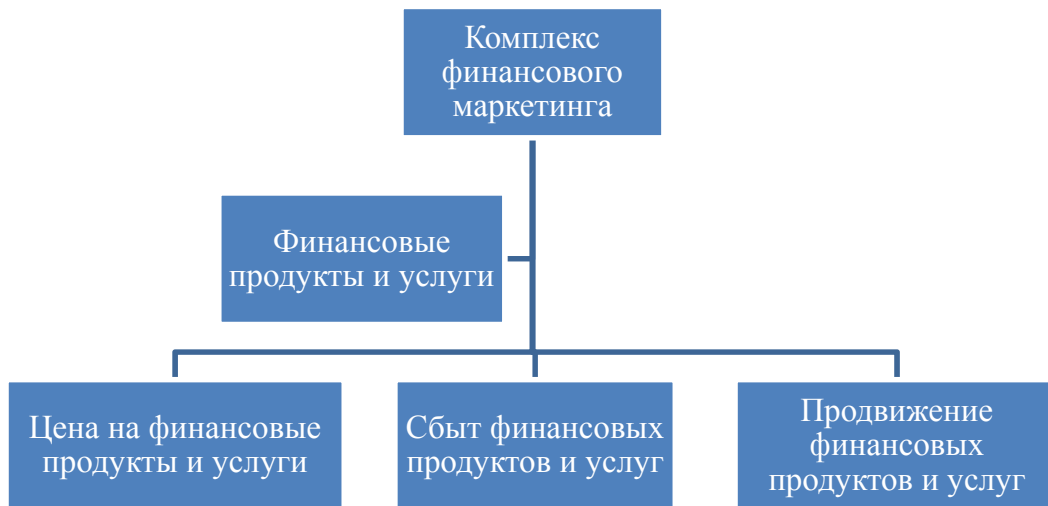 Комплекс
финансового
маркетинга
Финансовые
продукты и услуги
Цена на финансовые
продукты и услуги
Сбыт финансовых
продуктов и услуг
Продвижение
финансовых
продуктов и услуг